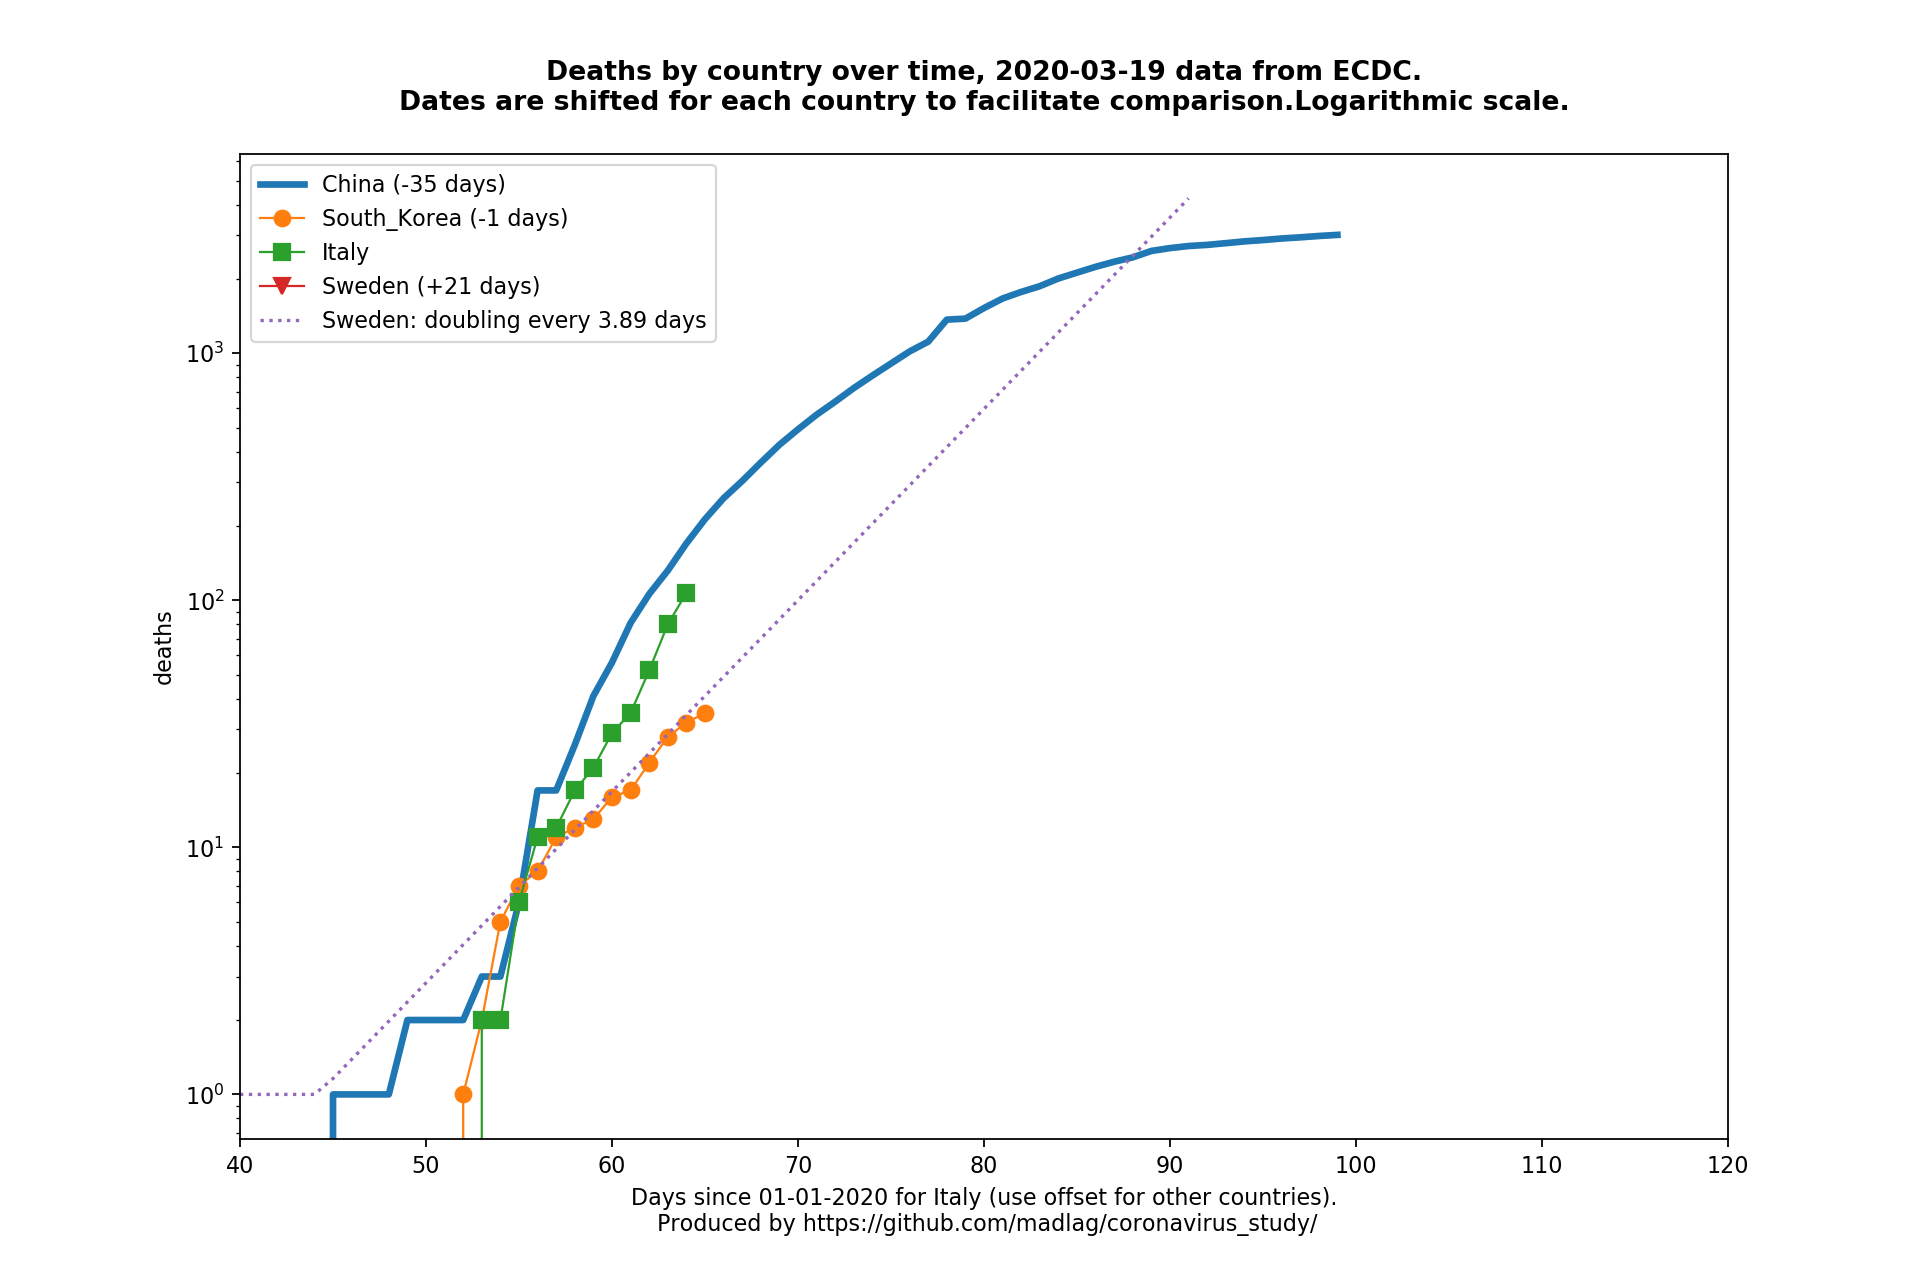 Deaths by country over time, 2020-03-19 data from ECDC.
Dates are shifted for each country to facilitate comparison.Logarithmic scale.
China (-35 days)
South_Korea (-1 days)
Italy
Sweden (+21 days)
Sweden: doubling every 3.89 days
10³
10²
10¹
10⁰
deaths
40 50 60 70 80 90 100 110 120
Days since 01-01-2020 for Italy (use offset for other countries).
Produced by https://github.com/madlag/coronavirus_study/